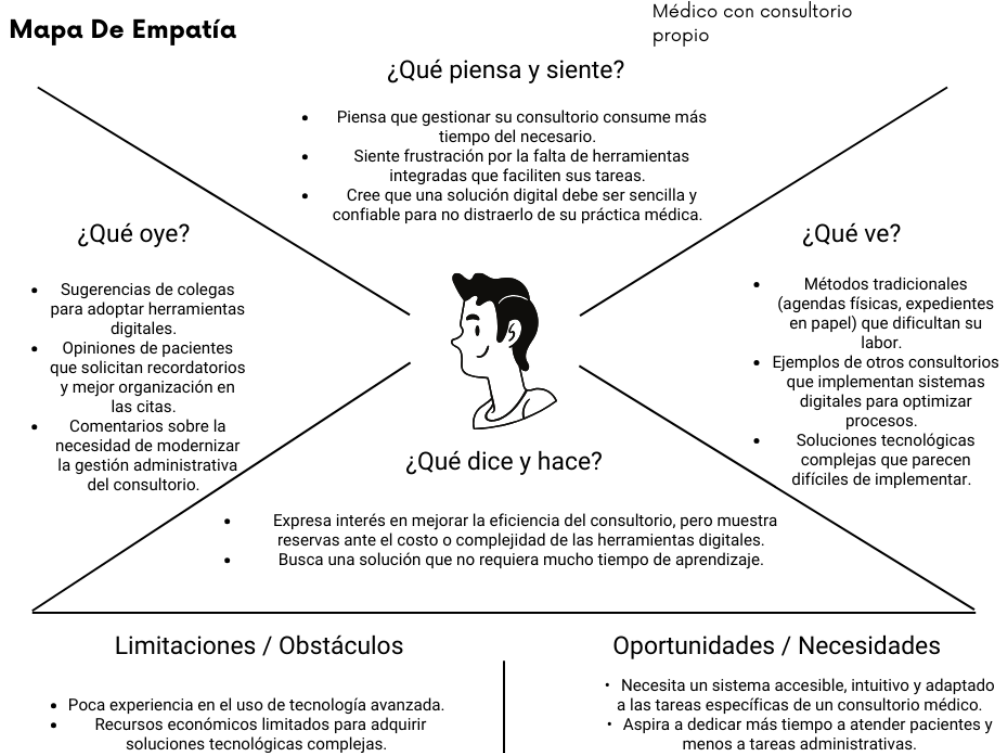 Mapa De Empatía
Médico con consultorio
propio
¿Qué piensa y siente?
• Piensa que gestionar su consultorio consume más
tiempo del necesario.
• Siente frustración por la falta de herramientas
integradas que faciliten sus tareas.
• Cree que una solución digital debe ser sencilla y
confiable para no distraerlo de su práctica médica.
¿Qué oye?
• Sugerencias de colegas
para adoptar herramientas
digitales.
• Opiniones de pacientes
que solicitan recordatorios
y mejor organización en
las citas.
• Comentarios sobre la
necesidad de modernizar
la gestión administrativa
del consultorio.
¿Qué ve?
• Métodos tradicionales
(agendas físicas, expedientes
en papel) que dificultan su
labor.
• Ejemplos de otros consultorios
que implementan sistemas
digitales para optimizar
procesos.
• Soluciones tecnológicas
complejas que parecen
difíciles de implementar.
¿Qué dice y hace?
• Expresa interés en mejorar la eficiencia del consultorio, pero muestra
reservas ante el costo o complejidad de las herramientas digitales.
• Busca una solución que no requiera mucho tiempo de aprendizaje.
Limitaciones / Obstáculos
• Poca experiencia en el uso de tecnología avanzada.
• Recursos económicos limitados para adquirir
soluciones tecnológicas complejas.
Oportunidades / Necesidades
• Necesita un sistema accesible, intuitivo y adaptado
a las tareas específicas de un consultorio médico.
• Aspira a dedicar más tiempo a atender pacientes y
menos a tareas administrativas.